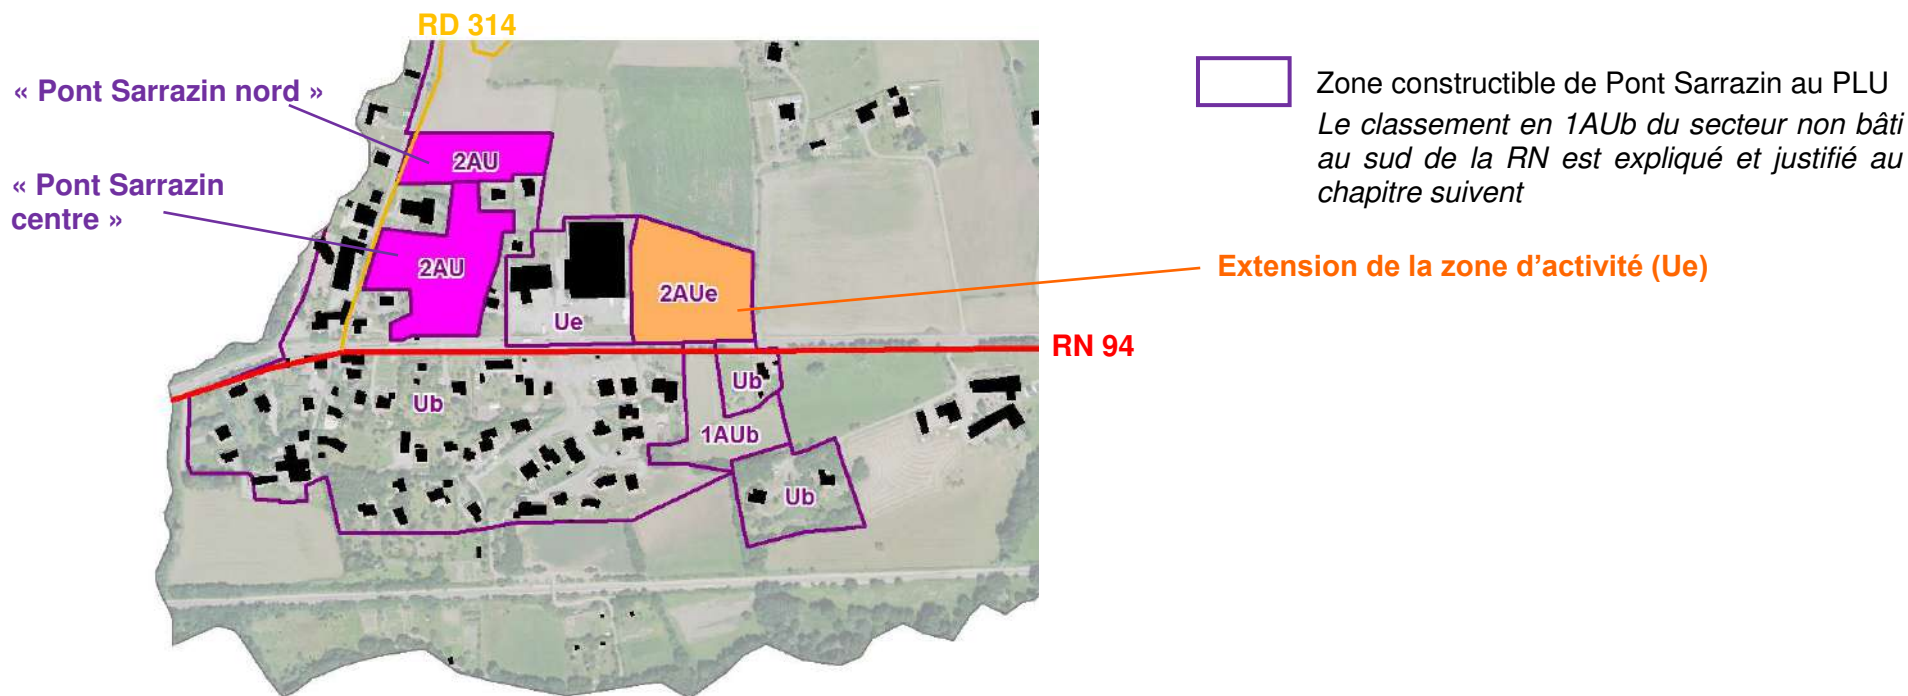 RD 314
« Pont Sarrazin nord »
« Pont Sarrazin
centre »
2AU
2AU
Ue
2AUe
Ub
Ub
1AUb
Ub
RN 94
Zone constructible de Pont Sarrazin au PLU
Le classement en 1AUb du secteur non bâti
au sud de la RN est expliqué et justifié au
chapitre suivent
Extension de la zone d’activité (Ue)